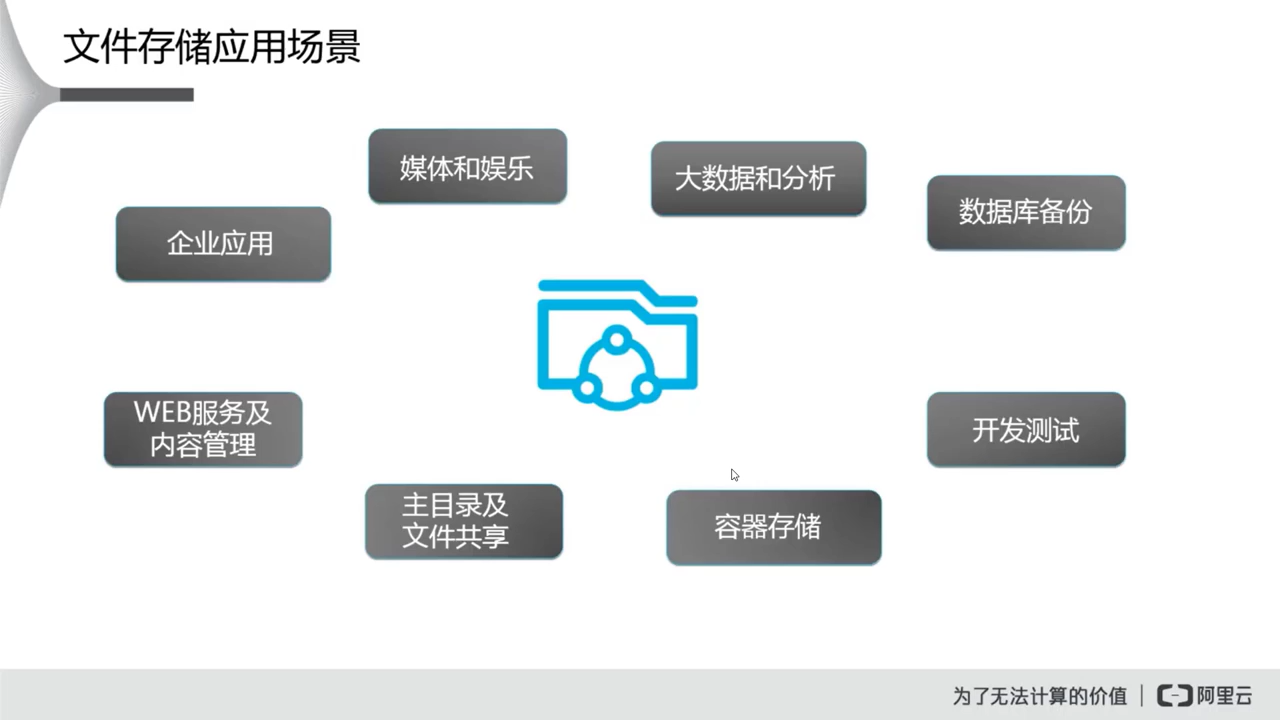 文件存储应用场景
媒体和娱乐
大数据和分析
数据库备份
企业应用
WEB服务及
内容管理
开发测试
主目录及
文件共享
容器存储
为了无法计算的价值 | 阿里云